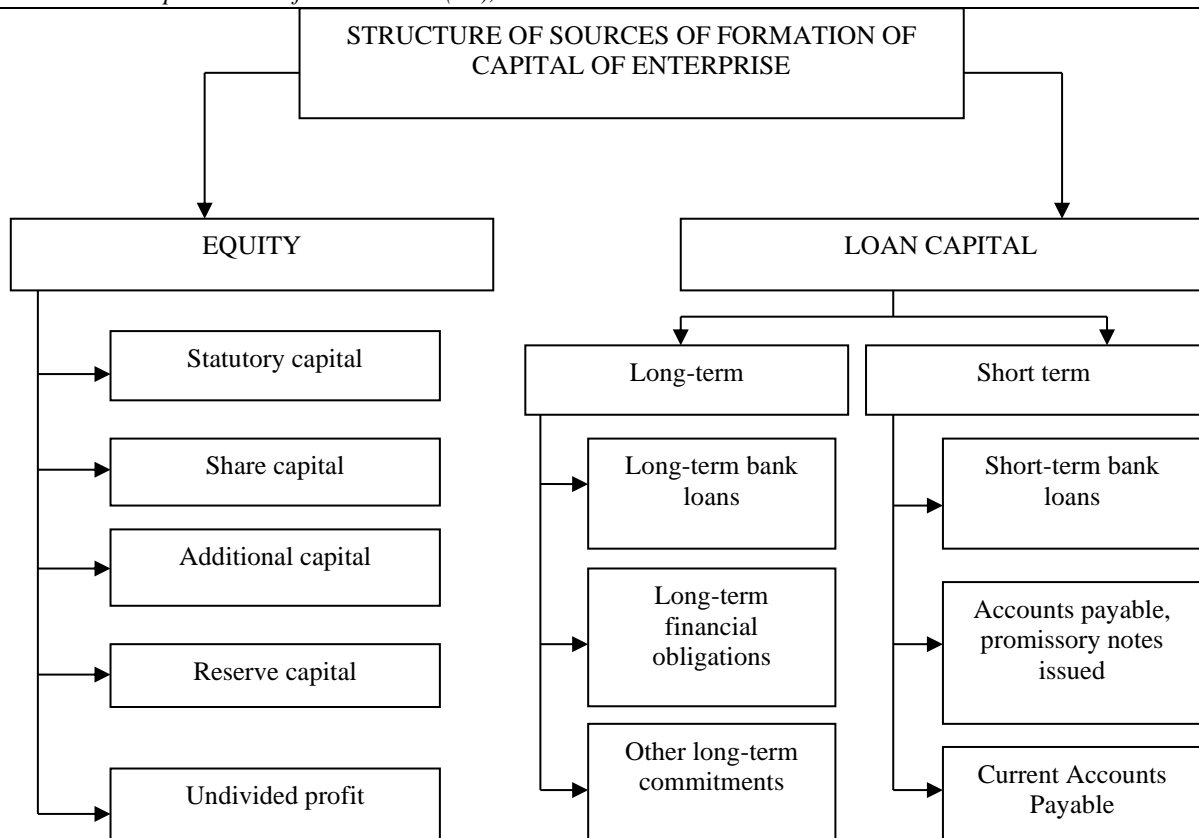 STRUCTURE OF SOURCES OF FORMATION OF
CAPITAL OF ENTERPRISE
EQUITY
LOAN CAPITAL
Statutory capital
Share capital
Additional capital
Reserve capital
Undivided profit
Long-term
Long-term bank
loans
Long-term
financial
obligations
Other long-term
commitments
Short term
Short-term bank
loans
Accounts payable,
promissory notes
issued
Current Accounts
Payable